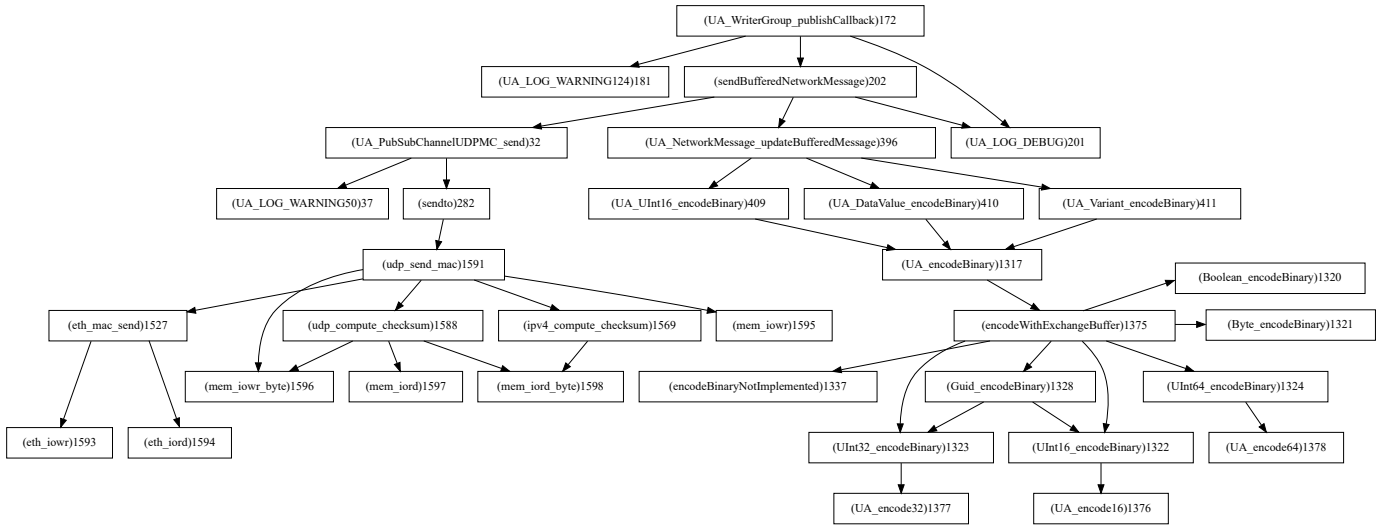 (UA_WriterGroup_publishCallback)172
(UA_LOG_WARNING124)181
(sendBufferedNetworkMessage)202
(UA_PubSubChannelUDPMC_send)32
(UA_NetworkMessage_updateBufferedMessage)396
(UA_LOG_DEBUG)201
(UA_LOG_WARNING50)37
(sendto)282
(UA_UInt16_encodeBinary)409
(UA_DataValue_encodeBinary)410
(UA_Variant_encodeBinary)411
(udp_send_mac)1591
(UA_encodeBinary)1317
(Boolean_encodeBinary)1320
(eth_mac_send)1527
(udp_compute_checksum)1588
(ipv4_compute_checksum)1569
(mem_iowr)1595
(encodeWithExchangeBuffer)1375
(Byte_encodeBinary)1321
(mem_iowr_byte)1596
(mem_iord)1597
(mem_iord_byte)1598
(encodeBinaryNotImplemented)1337
(Guid_encodeBinary)1328
(UInt64_encodeBinary)1324
(eth_iowr)1593
(eth_iord)1594
(UInt32_encodeBinary)1323
(UInt16_encodeBinary)1322
(UA_encode64)1378
(UA_encode32)1377
(UA_encode16)1376